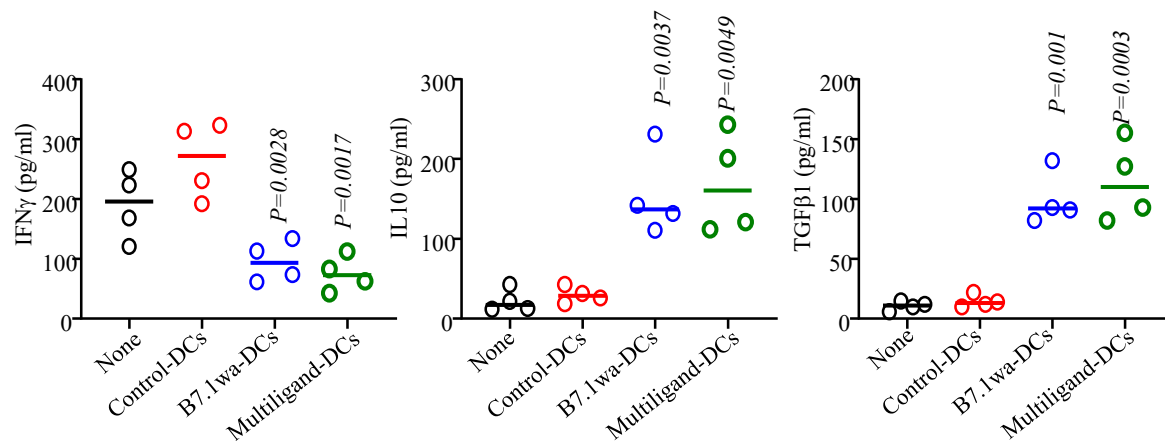 IFNγ (pg/ml)
400
300
200
100
0
P=0.0028
P=0.0017
None
Control-DCs
B7.1wa-DCs
Multiligand-DCs
IL10 (pg/ml)
300
200
100
0
P=0.0037
P=0.0049
None
Control-DCs
B7.1wa-DCs
Multiligand-DCs
TGFβ1 (pg/ml)
200
150
100
50
0
P=0.001
P=0.0003
None
Control-DCs
B7.1wa-DCs
Multiligand-DCs